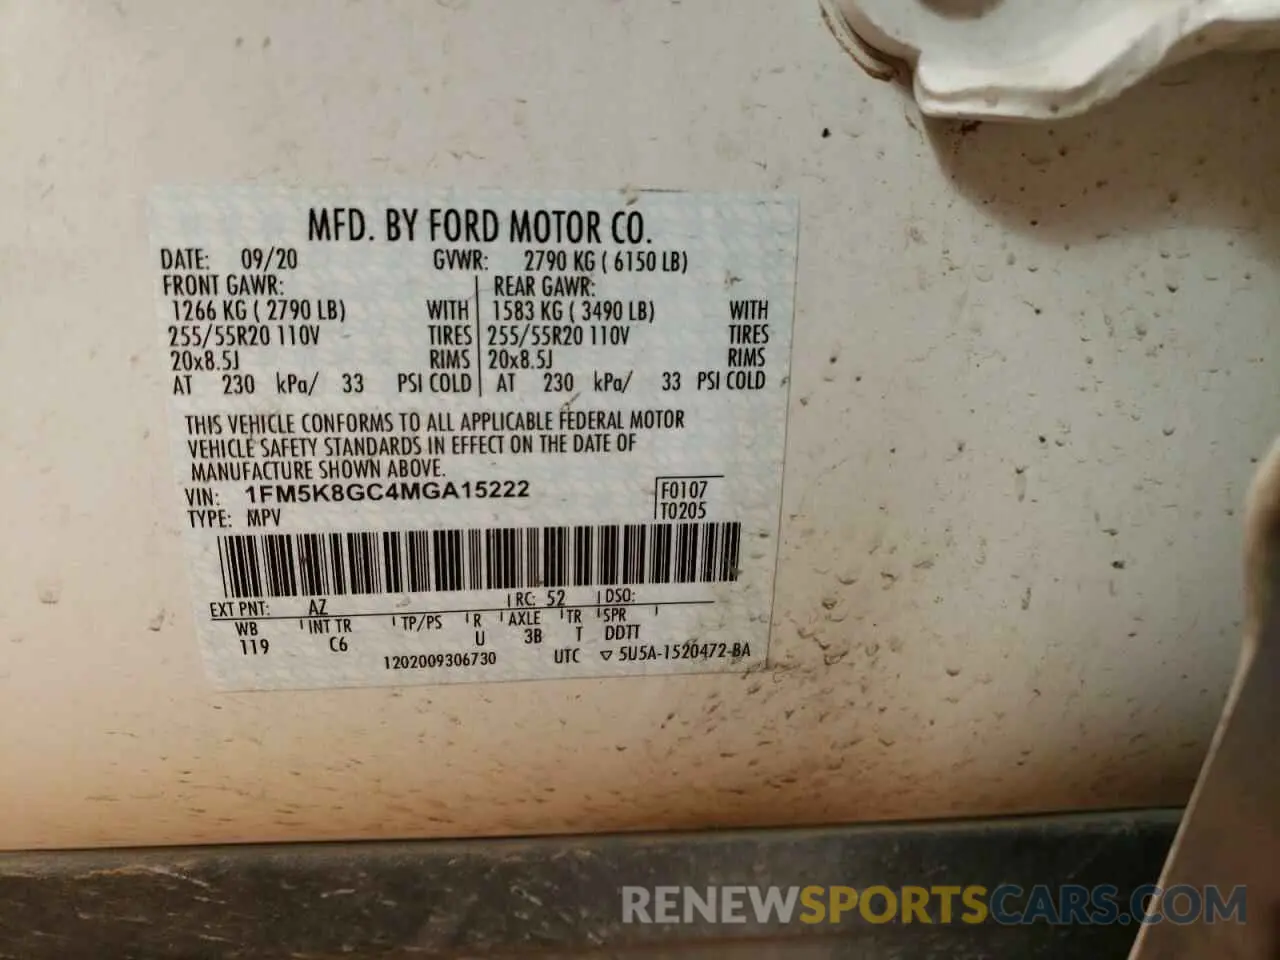 MFD. BY FORD MOTOR CO.
DATE: 09/20 GVWR: 2790 KG ( 6150 LB)
FRONT GAWR: REAR GAWR:
1266 KG ( 2790 LB) WITH 1583 KG ( 3490 LB) WITH
255/55R20 110V TIRES 255/55R20 110V TIRES
20x8.5J RIMS 20x8.5J RIMS
AT 230 kPa/ 33 PSI COLD AT 230 kPa/ 33 PSI COLD
THIS VEHICLE CONFORMS TO ALL APPLICABLE FEDERAL MOTOR
VEHICLE SAFETY STANDARDS IN EFFECT ON THE DATE OF
MANUFACTURE SHOWN ABOVE.
VIN: 1FM5K8GC4MGA15222 F0107
TYPE: MPV T0205
EXT PNT: AZ RC: 52 DSO:
WB INT TR TP/PS R AXLE TR SPR
119 C6 U 3B T DDTT
1202009306730 UTC ▽ 5U5A-1520472-BA
RENEWSPORTSCARS.COM